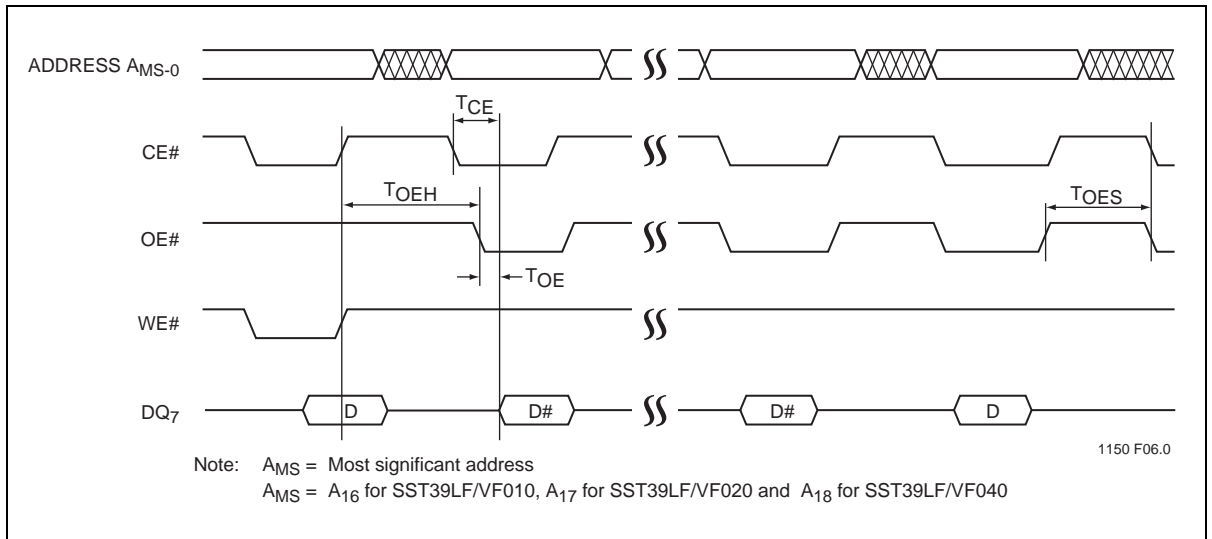 ADDRESS AMS-0
TCE
CE#
TOEH
TOES
OE#
TOE
WE#
DQ7
D
D#
D#
D
1150 F06.0
Note: AMS = Most significant address
AMS = A16 for SST39LF/VF010, A17 for SST39LF/VF020 and A18 for SST39LF/VF040